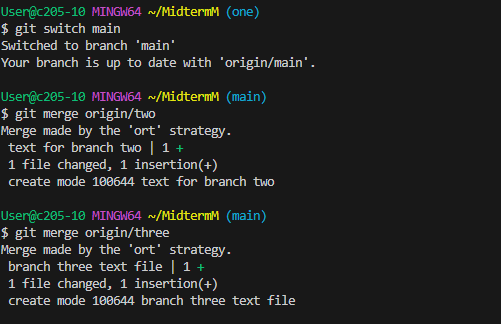 User@c205-10 MINGW64 ~/MidtermM (one)
$ git switch main
Switched to branch 'main'
Your branch is up to date with 'origin/main'.
User@c205-10 MINGW64 ~/MidtermM (main)
$ git merge origin/two
Merge made by the 'ort' strategy.
text for branch two | 1 +
1 file changed, 1 insertion(+)
create mode 100644 text for branch two
User@c205-10 MINGW64 ~/MidtermM (main)
$ git merge origin/three
Merge made by the 'ort' strategy.
branch three text file | 1 +
1 file changed, 1 insertion(+)
create mode 100644 branch three text file